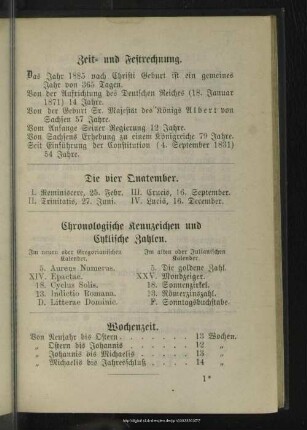 Zeit- und Festrechnung.
Das Jahr 1885 nach Christi Geburt ist ein gemeines
Jahr von 365 Tagen.
Von der Aufrichtung des Deutschen Reiches (18. Januar
1871) 14 Jahre.
Von der Geburt Sr. Majestät des Königs Albert von
Sachsen 57 Jahre.
Vom Anfange Seiner Regierung 12 Jahre.
Von Sachsens Erhebung zu einem Königreiche 79 Jahre.
Seit Einführung der Constitution (4. September 1831)
54 Jahre.
Die vier Quatember.
I. Reminiscere, 25. Febr. III. Crucis, 16. September.
II. Trinitatis, 27. Juni. IV. Luciä, 16. December.
Chronologische Kennzeichen und
Cyklische Zahlen.
Im neuen oder Gregorianischen
Kalender.
5. Aureus Numerus.
XIV. Epactae.
18. Cyclus Solis.
13. Indictio Romana.
D. Litterae Dominic.
Im alten oder Julianischen
Kalender.
5. Die goldene Zahl.
XXV. Mondzeiger.
18. Sonnenzirkel.
13. Römerzinszahl.
F. Sonntagsbuchstabe.
Wochenzeit.
Von Neujahr bis Ostern 13 Wochen.
„ Ostern bis Johannis 12 „
„ Johannis bis Michaelis 13 „
„ Michaelis bis Jahresschluß 14 „
1*